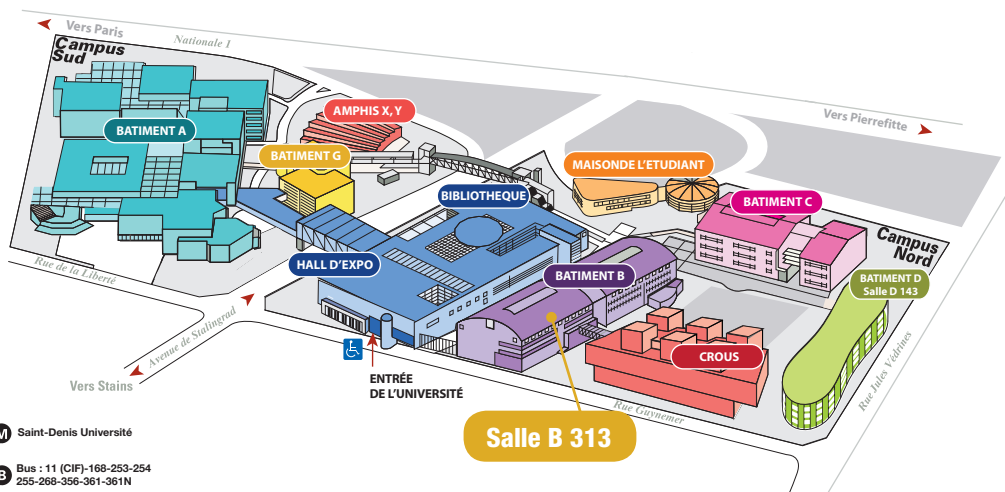 Vers Paris
Nationale 1
Campus
Sud
AMPHIS X, Y
Vers Pierrefitte
BATIMENT A
BATIMENT G
MAISONDE L'ETUDIANT
BIBLIOTHEQUE
BATIMENT C
Campus
Nord
HALL D'EXPO
BATIMENT B
BATIMENT D
Salle D 143
Rue de la Liberté
Avenue de Stalingrad
Vers Stains
CROUS
Rue Jules Védrines
ENTRÉE
DE L'UNIVERSITÉ
Rue Guynemer
Salle B 313
M Saint-Denis Université
B Bus : 11 (CIF)-168-253-254
255-268-356-361-361N